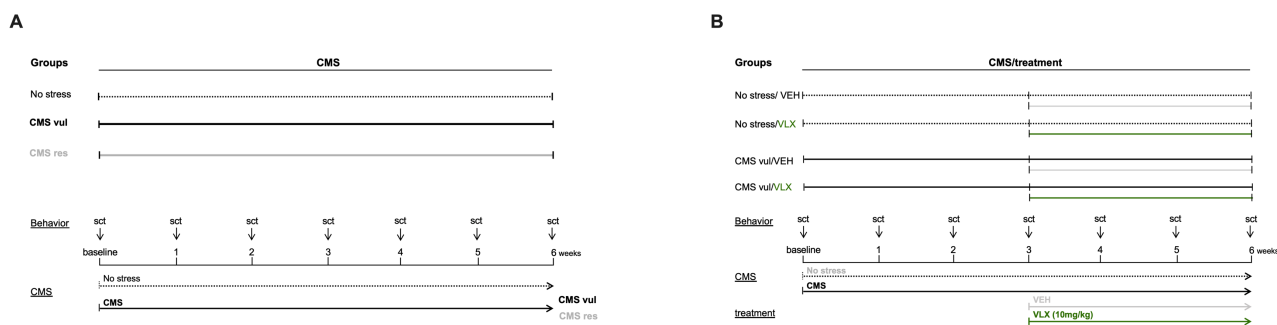 A
Groups
CMS
No stress
CMS vul
CMS res
Behavior
sct sct sct sct sct sct sct
baseline 1 2 3 4 5 6 weeks
No stress
CMS
CMS
CMS vul
CMS res
B
Groups
CMS/treatment
No stress/ VEH
No stress/VLX
CMS vul/VEH
CMS vul/VLX
Behavior
sct sct sct sct sct sct sct
baseline 1 2 3 4 5 6 weeks
No stress
CMS
CMS
VEH
treatment
VLX (10mg/kg)